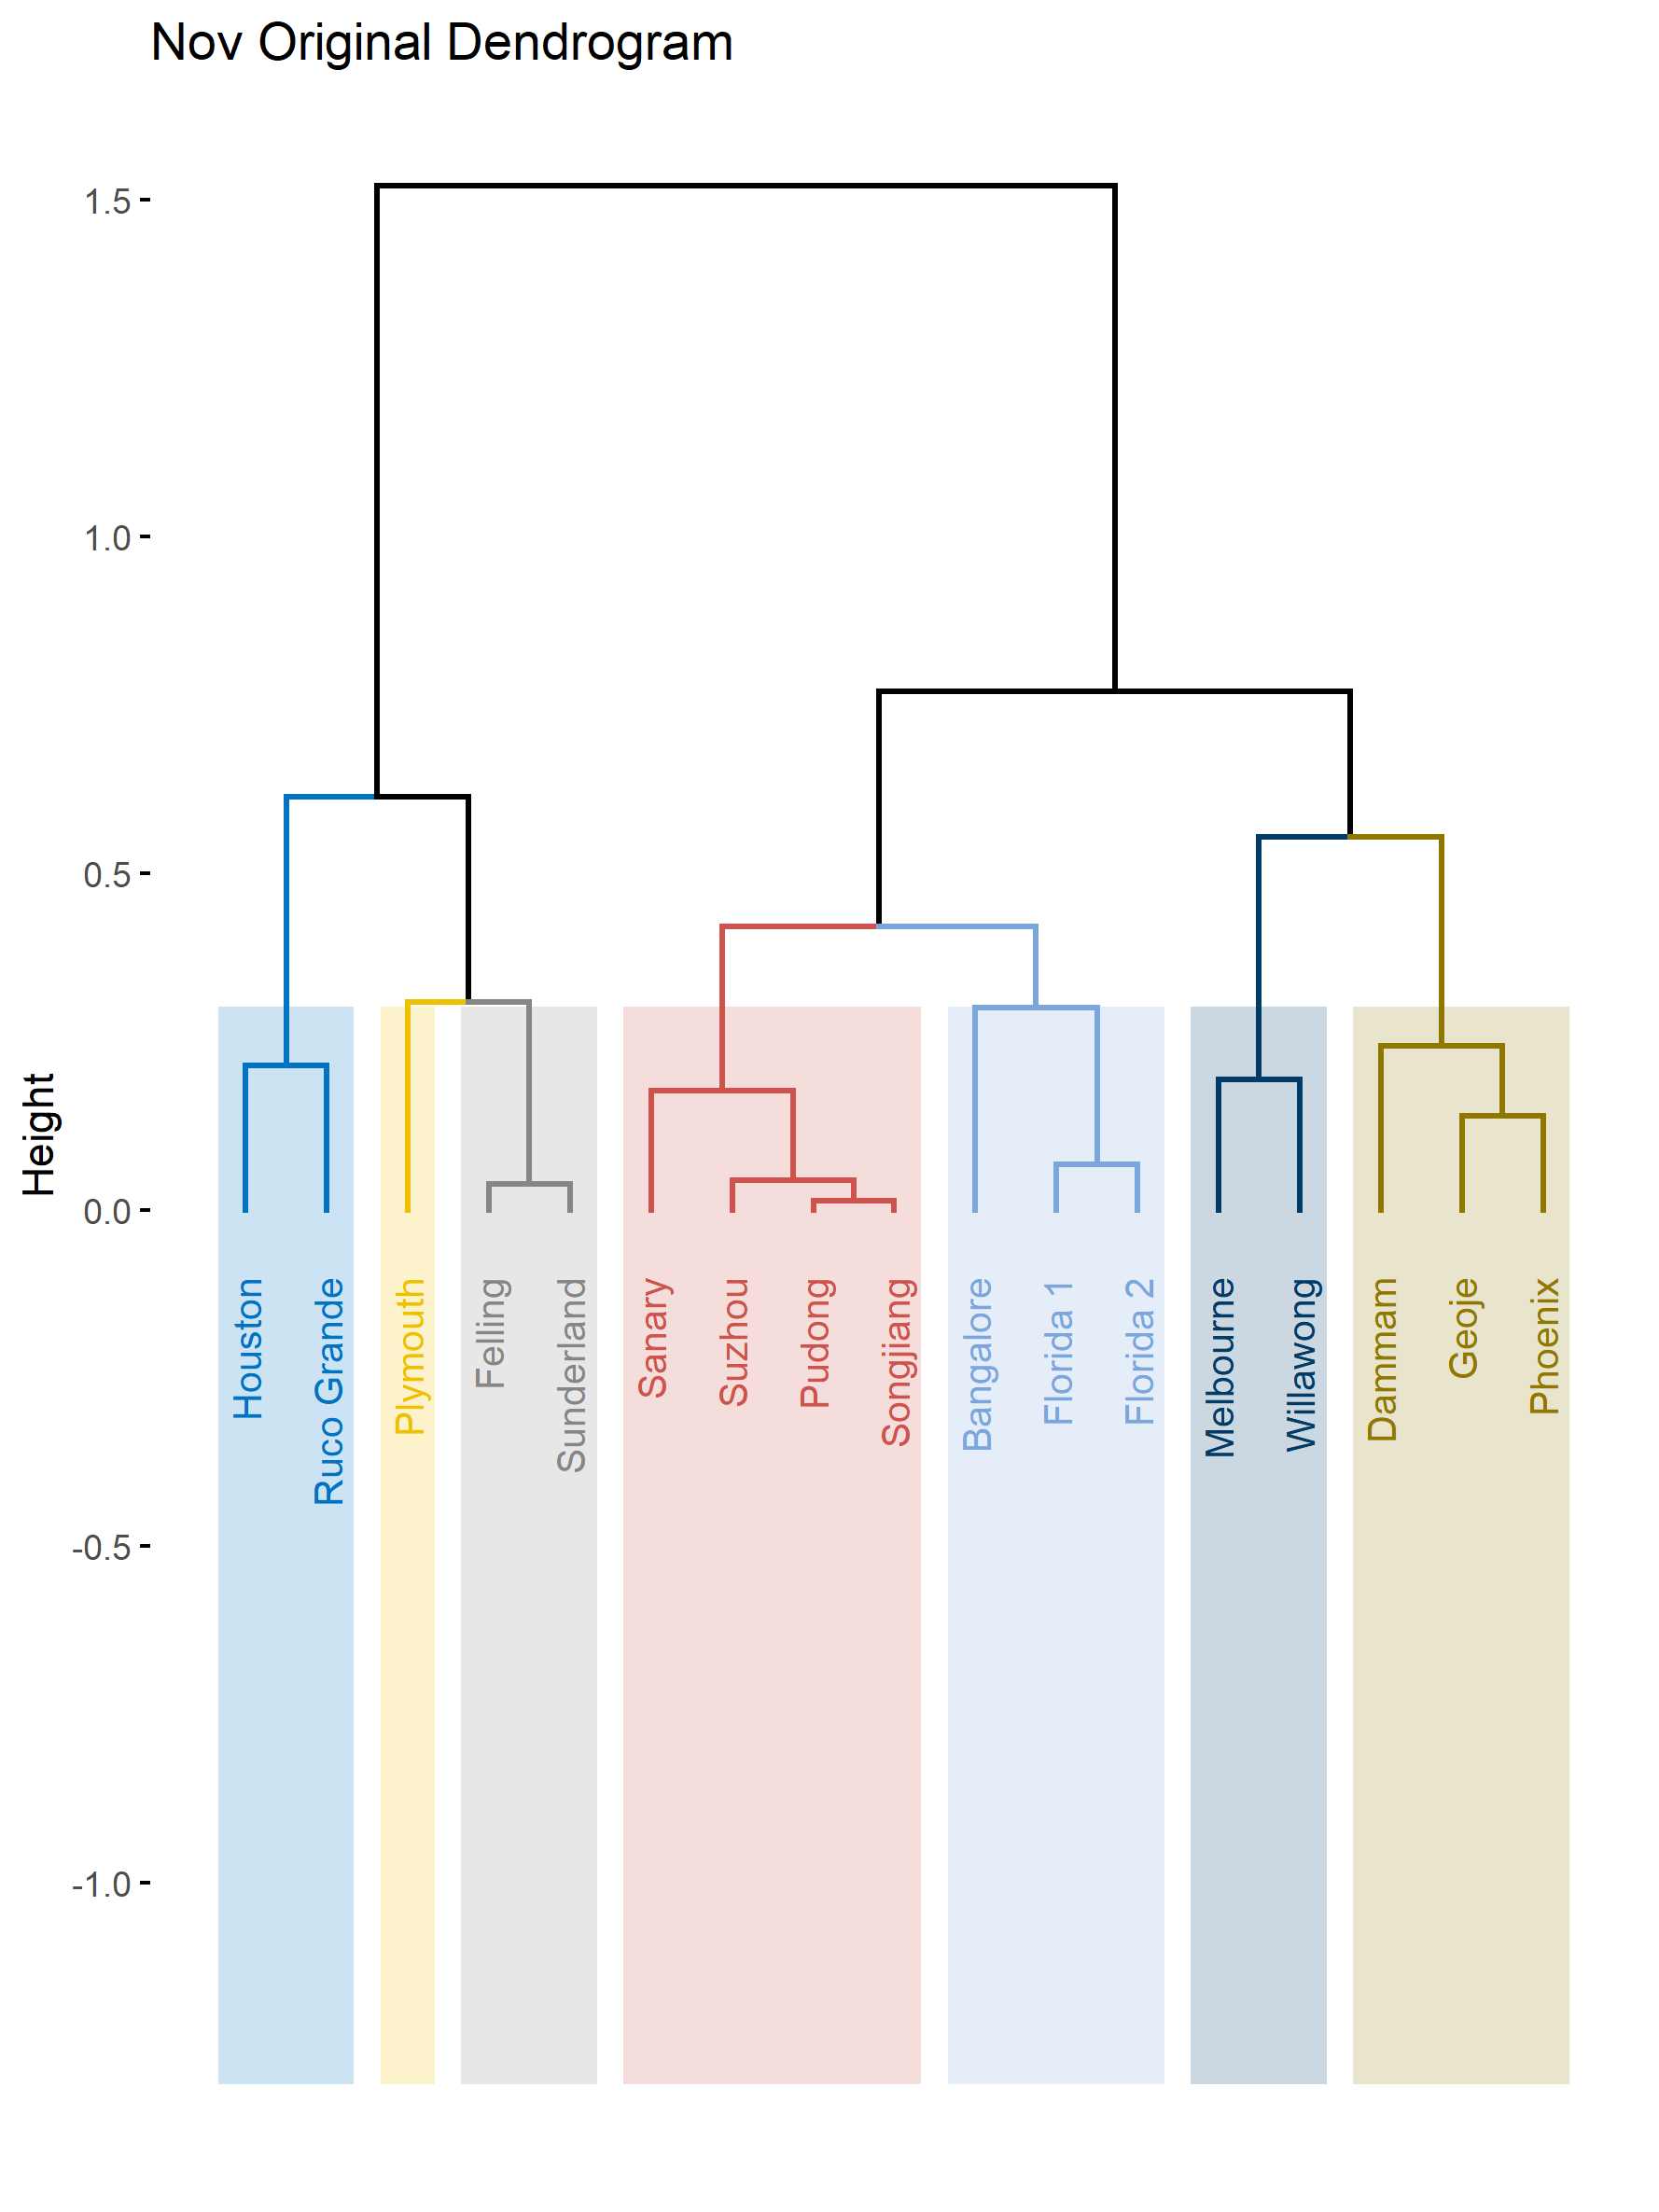 Nov Original Dendrogram
1.5
1.0
0.5
0.0
-0.5
-1.0
Height
Houston
Ruco Grande
Plymouth
Felling
Sunderland
Sanary
Suzhou
Pudong
Songjiang
Bangalore
Florida 1
Florida 2
Melbourne
Willawong
Dammam
Geoje
Phoenix